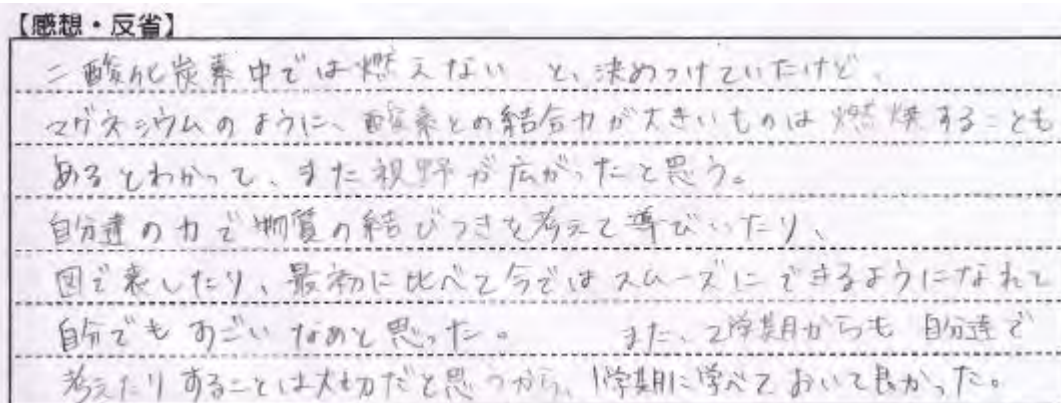 【感想・反省】
二酸化炭素中では燃えない と、決めつけていたけど、
マグネシウムのように、酸素との結合力が大きいものは燃焼することも
あるとわかって、また視野が広がったと思う。
自分達の力で物質の結びつきを考えて導びいたり、
図で表したり、最初に比べて今ではスムーズにできるようになれて
自分でもすごいなあと思った。 また、2学期からも自分達で
考えたりすることは大切だと思うから、1学期に学べておいて良かった。